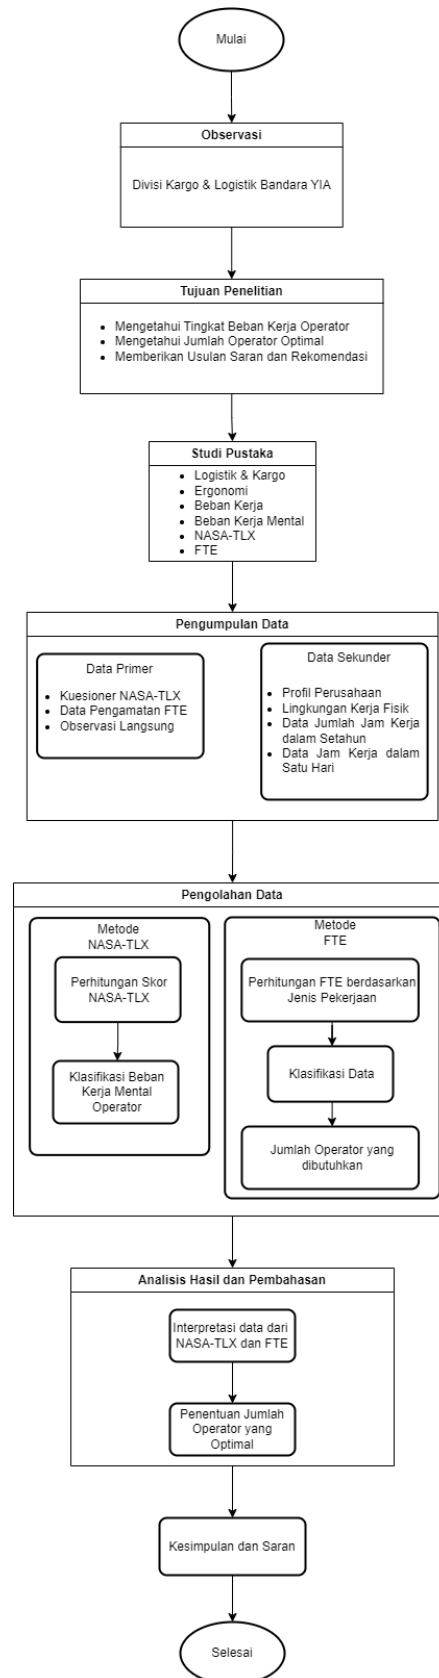 Mulai
Observasi
Divisi Kargo & Logistik Bandara YIA
Tujuan Penelitian
• Mengetahui Tingkat Beban Kerja Operator
• Mengetahui Jumlah Operator Optimal
• Memberikan Usulan Saran dan Rekomendasi
Studi Pustaka
• Logistik & Kargo
• Ergonomi
• Beban Kerja
• Beban Kerja Mental
• NASA-TLX
• FTE
Pengumpulan Data
Data Primer
• Kuesioner NASA-TLX
• Data Pengamatan FTE
• Observasi Langsung
Data Sekunder
• Profil Perusahaan
• Lingkungan Kerja Fisik
• Data Jumlah Jam Kerja
dalam Setahun
• Data Jam Kerja dalam
Satu Hari
Pengolahan Data
Metode
NASA-TLX
Perhitungan Skor
NASA-TLX
Klasifikasi Beban
Kerja Mental
Operator
Metode
FTE
Perhitungan FTE berdasarkan
Jenis Pekerjaan
Klasifikasi Data
Jumlah Operator yang
dibutuhkan
Analisis Hasil dan Pembahasan
Interpretasi data dari
NASA-TLX dan FTE
Penentuan Jumlah
Operator yang
Optimal
Kesimpulan dan Saran
Selesai